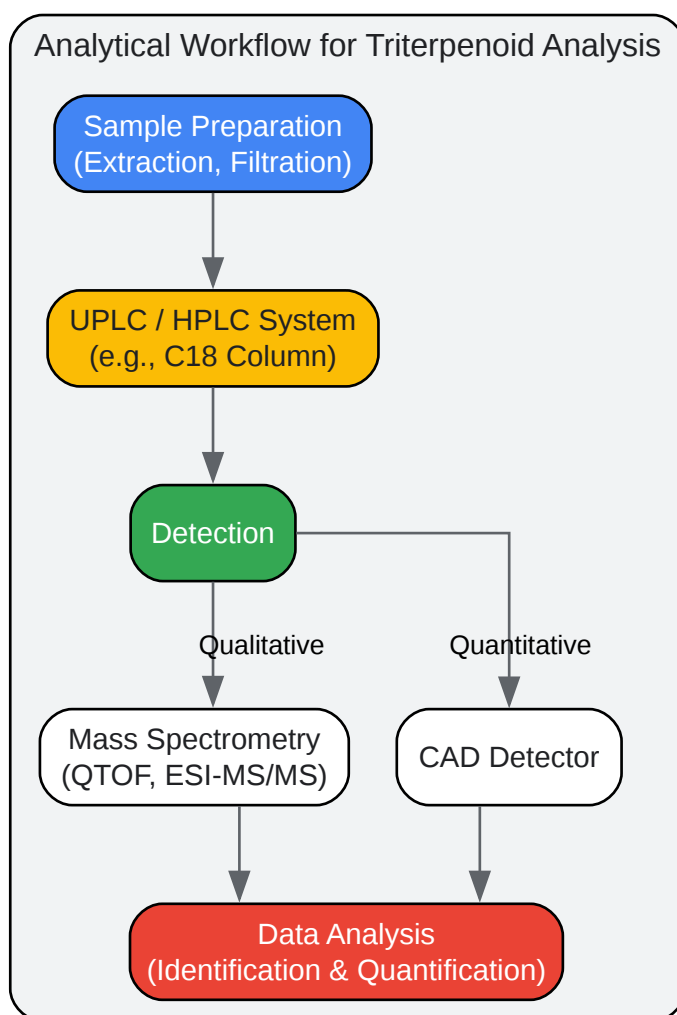 Analytical Workflow for Triterpenoid Analysis
Sample Preparation
(Extraction, Filtration)
UPLC / HPLC System
(e.g., C18 Column)
Detection
Qualitative
Quantitative
Mass Spectrometry
(QTOF, ESI-MS/MS)
CAD Detector
Data Analysis
(Identification & Quantification)